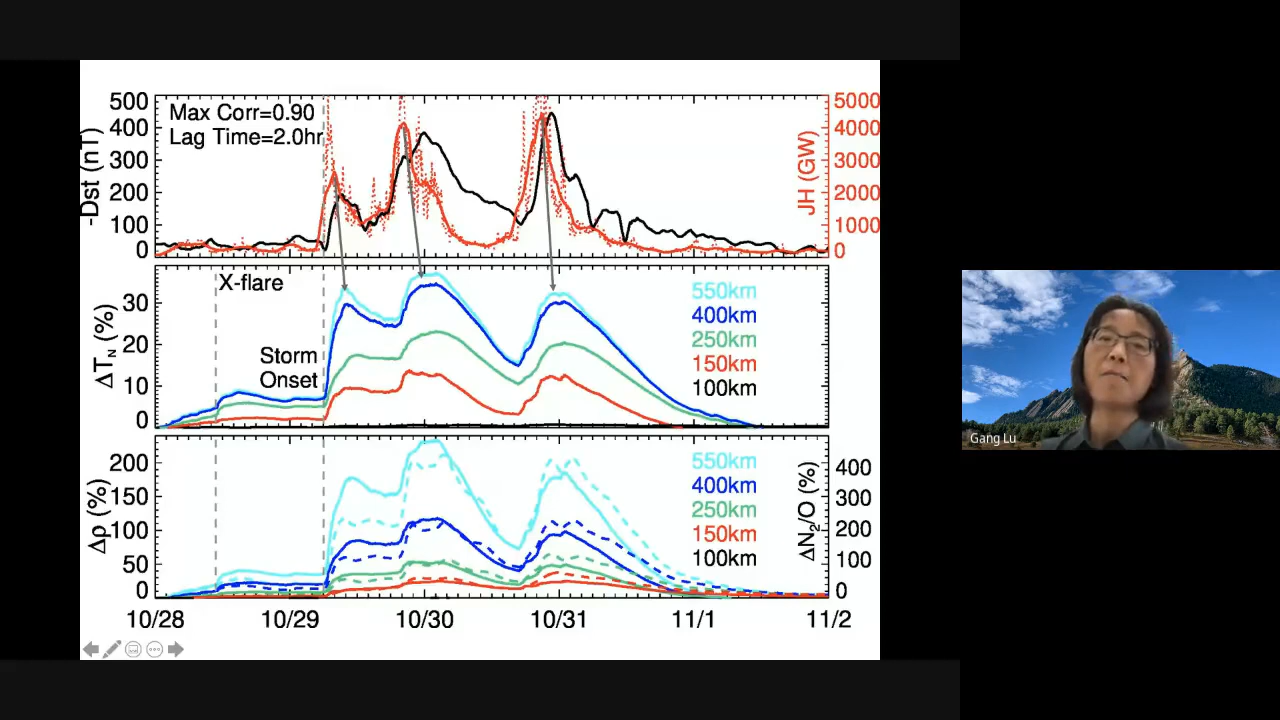 Max Corr=0.90
Lag Time=2.0hr
500
400
300
200
100
0
-Dst (nT)
5000
4000
3000
2000
1000
0
JH (GW)
X-flare
Storm
Onset
30
20
10
0
ΔT_N (%)
550km
400km
250km
150km
100km
200
150
100
50
0
Δρ (%)
550km
400km
250km
150km
100km
400
300
200
100
0
ΔN₂/O (%)
10/28
10/29
10/30
10/31
11/1
11/2
Gang Lu